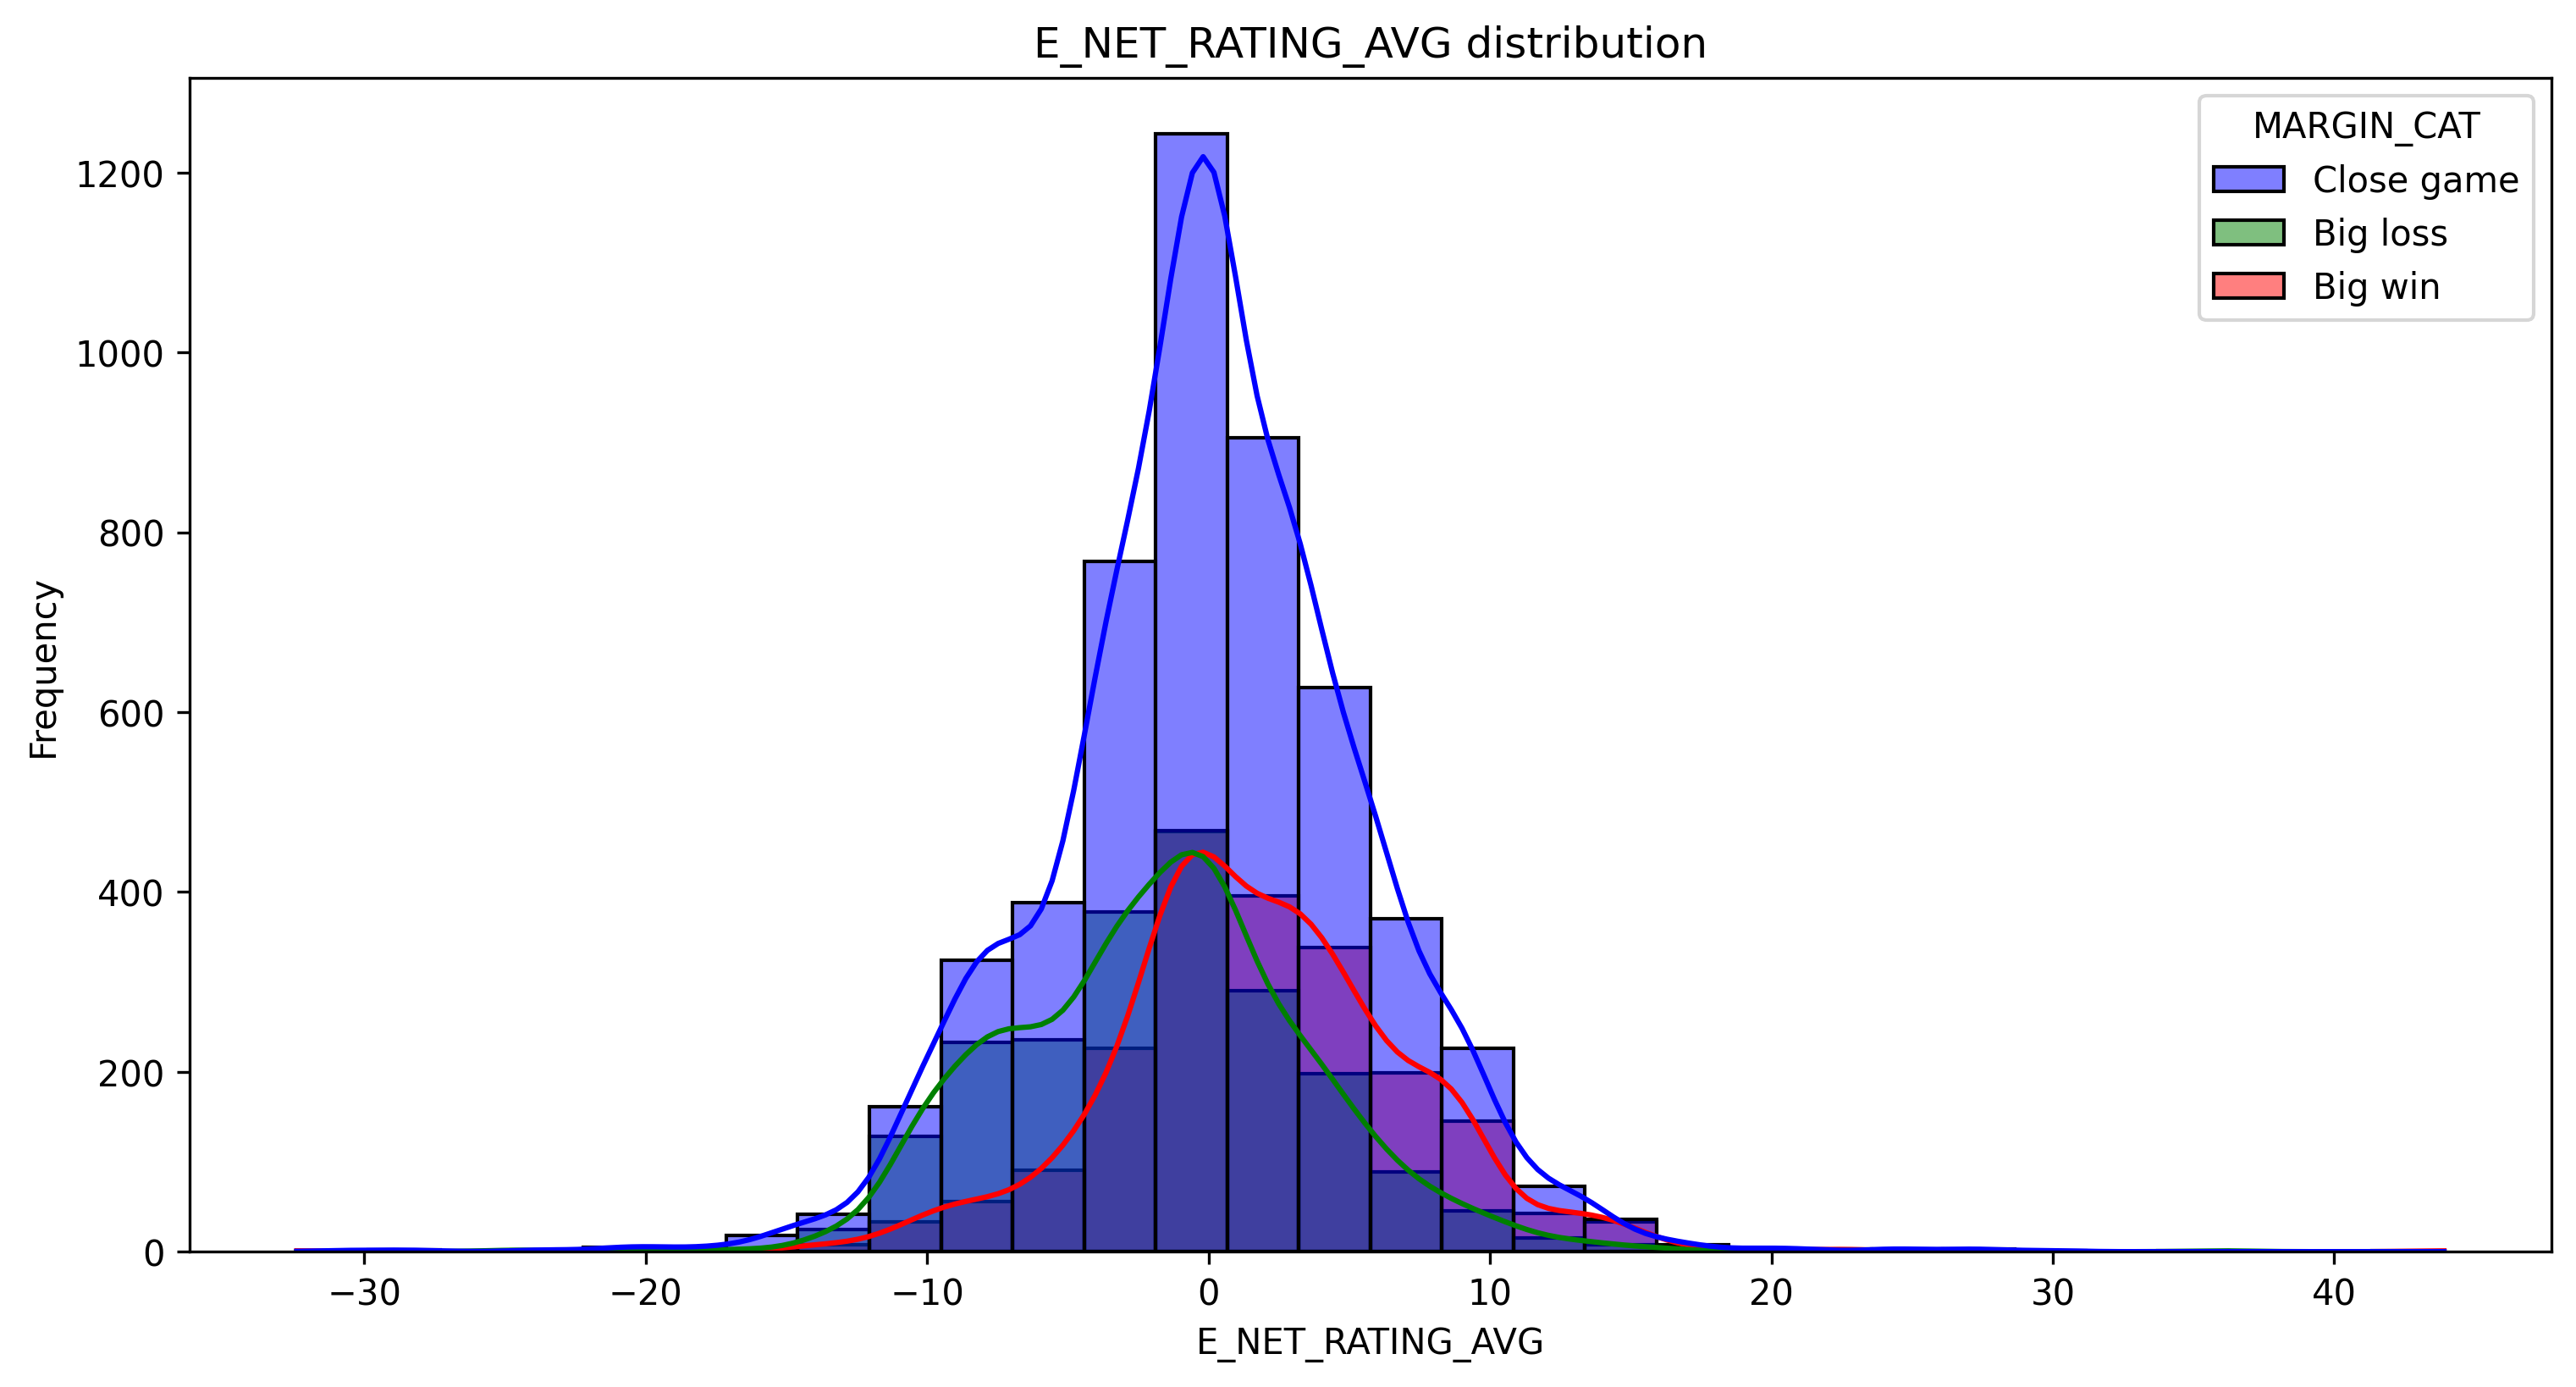 E_NET_RATING_AVG distribution
MARGIN_CAT
Close game
Big loss
Big win
Frequency
1200
1000
800
600
400
200
0
−30 −20 −10 0 10 20 30 40
E_NET_RATING_AVG